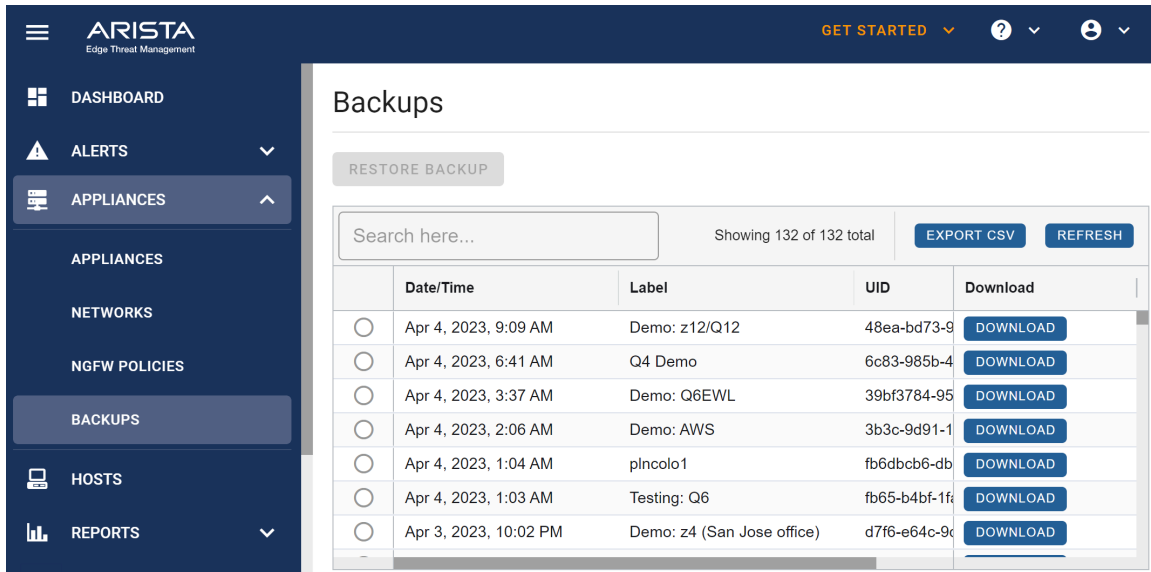 ARISTA
Edge Threat Management
GET STARTED
DASHBOARD
ALERTS
APPLIANCES
APPLIANCES
NETWORKS
NGFW POLICIES
BACKUPS
HOSTS
REPORTS
Backups
RESTORE BACKUP
Search here... Showing 132 of 132 total EXPORT CSV REFRESH
Date/Time Label UID Download
Apr 4, 2023, 9:09 AM Demo: z12/Q12 48ea-bd73-9 DOWNLOAD
Apr 4, 2023, 6:41 AM Q4 Demo 6c83-985b-4 DOWNLOAD
Apr 4, 2023, 3:37 AM Demo: Q6EWL 39bf3784-95 DOWNLOAD
Apr 4, 2023, 2:06 AM Demo: AWS 3b3c-9d91-1 DOWNLOAD
Apr 4, 2023, 1:04 AM plncolo1 fb6dbcb6-db DOWNLOAD
Apr 4, 2023, 1:03 AM Testing: Q6 fb65-b4bf-1fa DOWNLOAD
Apr 3, 2023, 10:02 PM Demo: z4 (San Jose office) d7f6-e64c-9c DOWNLOAD